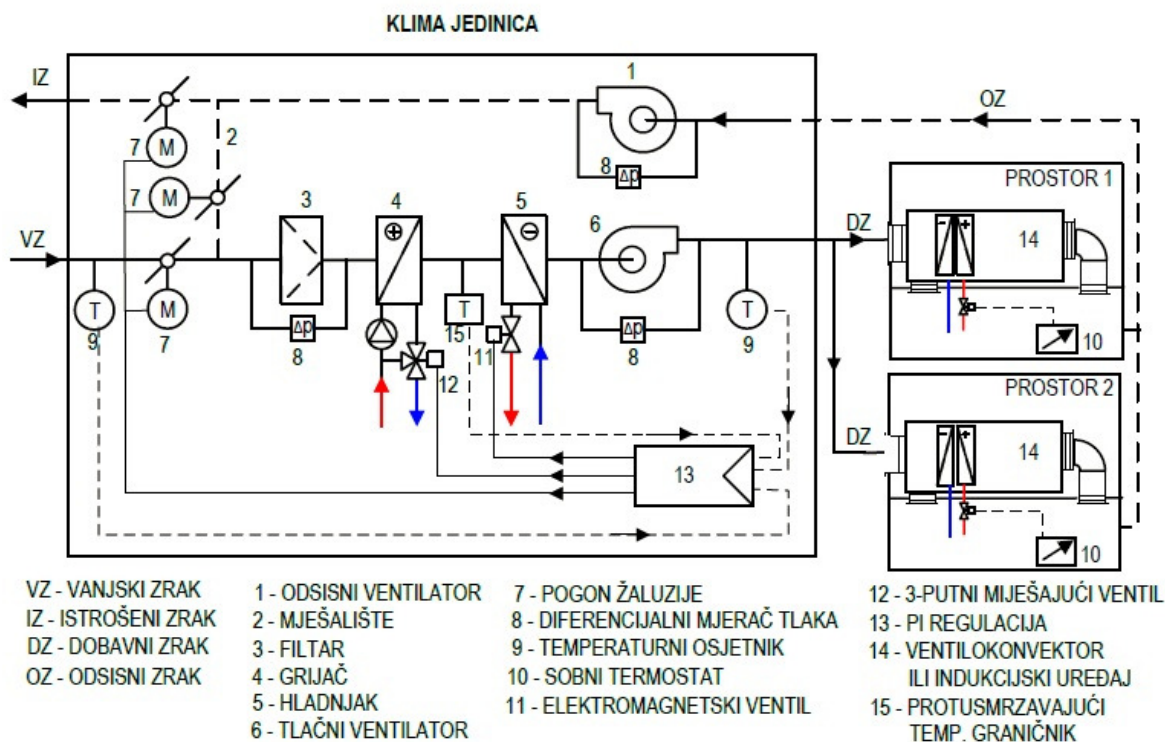 KLIMA JEDINICA
IZ
1
OZ
7
M
2
8
Δp
PROSTOR 1
7
M
3
4
5
6
DZ
14
VZ
T
M
Δp
T
Δp
T
9
7
8
15
11
8
9
10
12
PROSTOR 2
DZ
14
13
10
VZ - VANJSKI ZRAK
IZ - ISTROŠENI ZRAK
DZ - DOBAVNI ZRAK
OZ - ODSISNI ZRAK
1 - ODSISNI VENTILATOR
2 - MJEŠALIŠTE
3 - FILTAR
4 - GRIJAČ
5 - HLADNJAK
6 - TLAČNI VENTILATOR
7 - POGON ŽALUZIJE
8 - DIFERENCIJALNI MJERAČ TLAKA
9 - TEMPERATURNI OSJETNIK
10 - SOBNI TERMOSTAT
11 - ELEKTROMAGNETSKI VENTIL
12 - 3-PUTNI MIJEŠAJUĆI VENTIL
13 - PI REGULACIJA
14 - VENTILOKONVEKTOR
ILI INDUKCIJSKI UREĐAJ
15 - PROTUSMRZAVAJUĆI
TEMP. GRANIČNIK